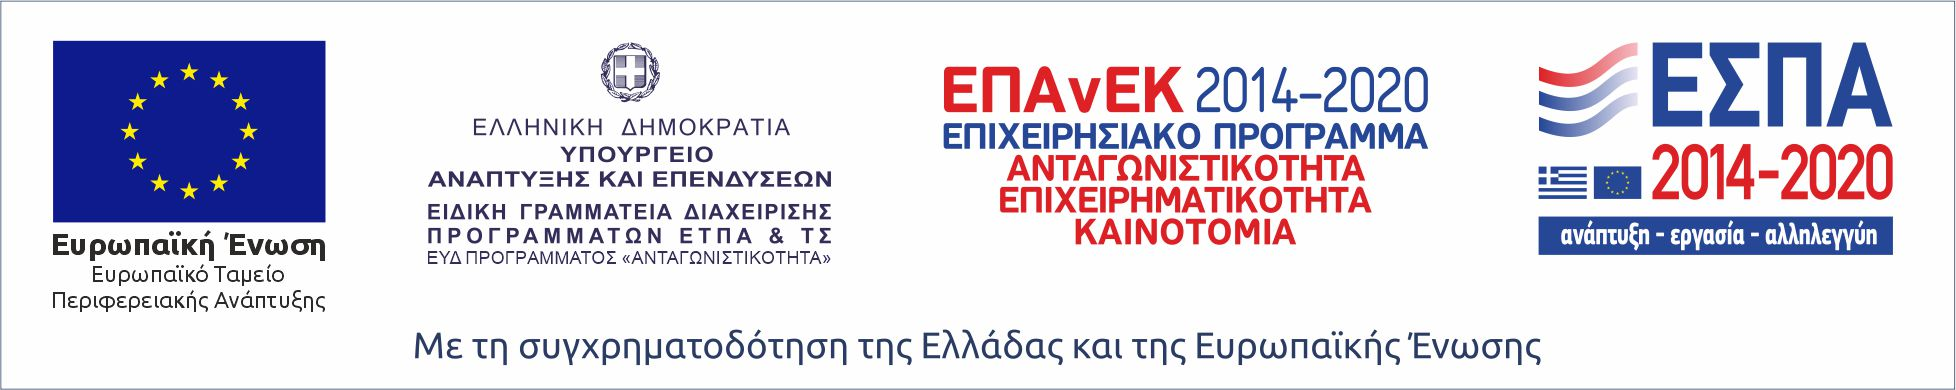 Ευρωπαϊκή Ένωση
Ευρωπαϊκό Ταμείο
Περιφερειακής Ανάπτυξης
ΕΛΛΗΝΙΚΗ ΔΗΜΟΚΡΑΤΙΑ
ΥΠΟΥΡΓΕΙΟ
ΑΝΑΠΤΥΞΗΣ ΚΑΙ ΕΠΕΝΔΥΣΕΩΝ
ΕΙΔΙΚΗ ΓΡΑΜΜΑΤΕΙΑ ΔΙΑΧΕΙΡΙΣΗΣ
ΠΡΟΓΡΑΜΜΑΤΩΝ ΕΤΠΑ & ΤΣ
ΕΥΔ ΠΡΟΓΡΑΜΜΑΤΟΣ «ΑΝΤΑΓΩΝΙΣΤΙΚΟΤΗΤΑ»
ΕΠΑνΕΚ 2014-2020
ΕΠΙΧΕΙΡΗΣΙΑΚΟ ΠΡΟΓΡΑΜΜΑ
ΑΝΤΑΓΩΝΙΣΤΙΚΟΤΗΤΑ
ΕΠΙΧΕΙΡΗΜΑΤΙΚΟΤΗΤΑ
ΚΑΙΝΟΤΟΜΙΑ
ΕΣΠΑ
2014-2020
ανάπτυξη - εργασία - αλληλεγγύη
Με τη συγχρηματοδότηση της Ελλάδας και της Ευρωπαϊκής Ένωσης